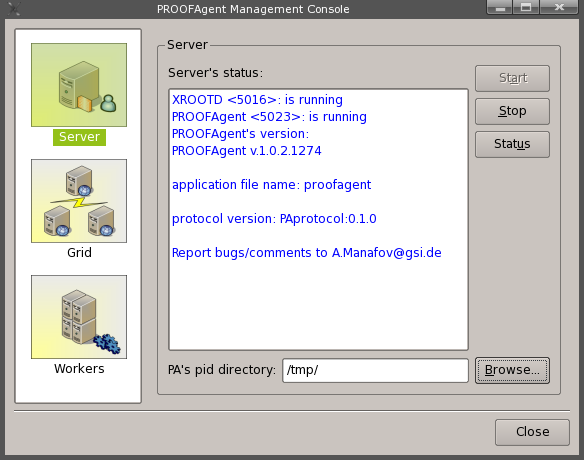 PROOFAgent Management Console
Server
Grid
Workers
Server
Server's status:
XROOTD <5016>: is running
PROOFAgent <5023>: is running
PROOFAgent's version:
PROOFAgent v.1.0.2.1274
application file name: proofagent
protocol version: PAprotocol:0.1.0
Report bugs/comments to A.Manafov@gsi.de
Start
Stop
Status
PA's pid directory: /tmp/ Browse...
Close